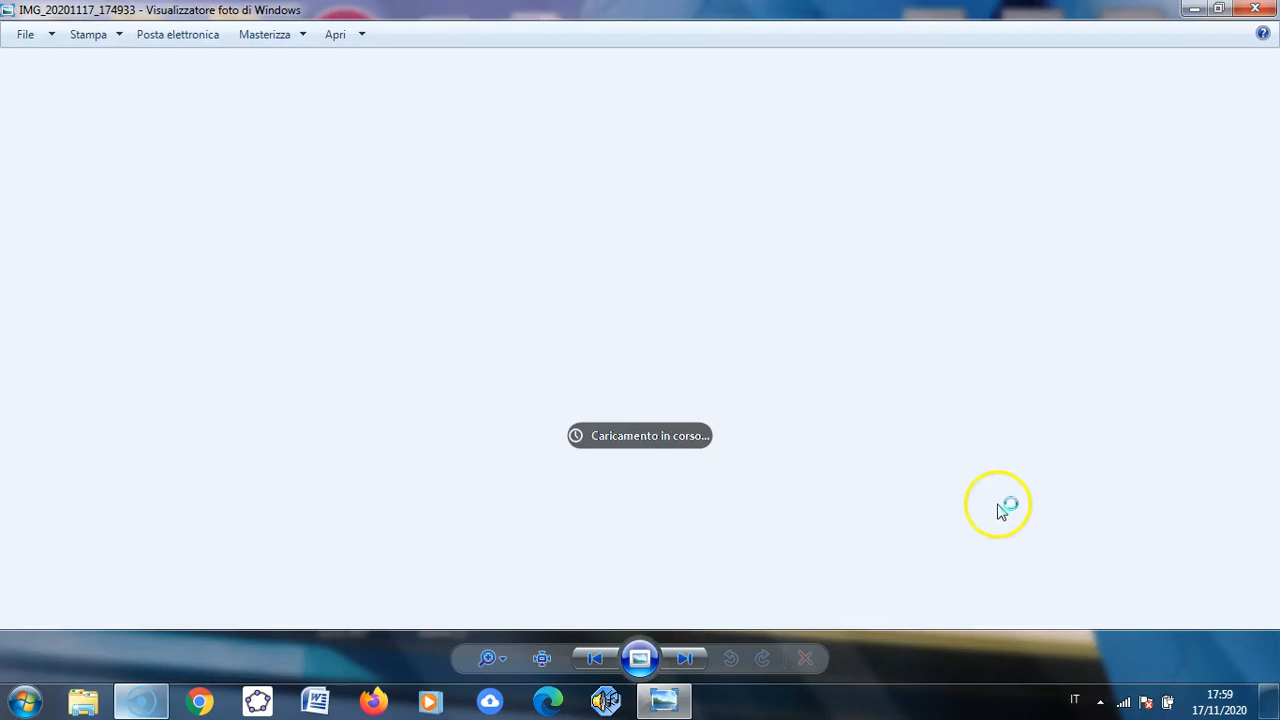 IMG_20201117_174933 - Visualizzatore foto di Windows
File Stampa Posta elettronica Masterizza Apri
Caricamento in corso...
IT 17:59
17/11/2020